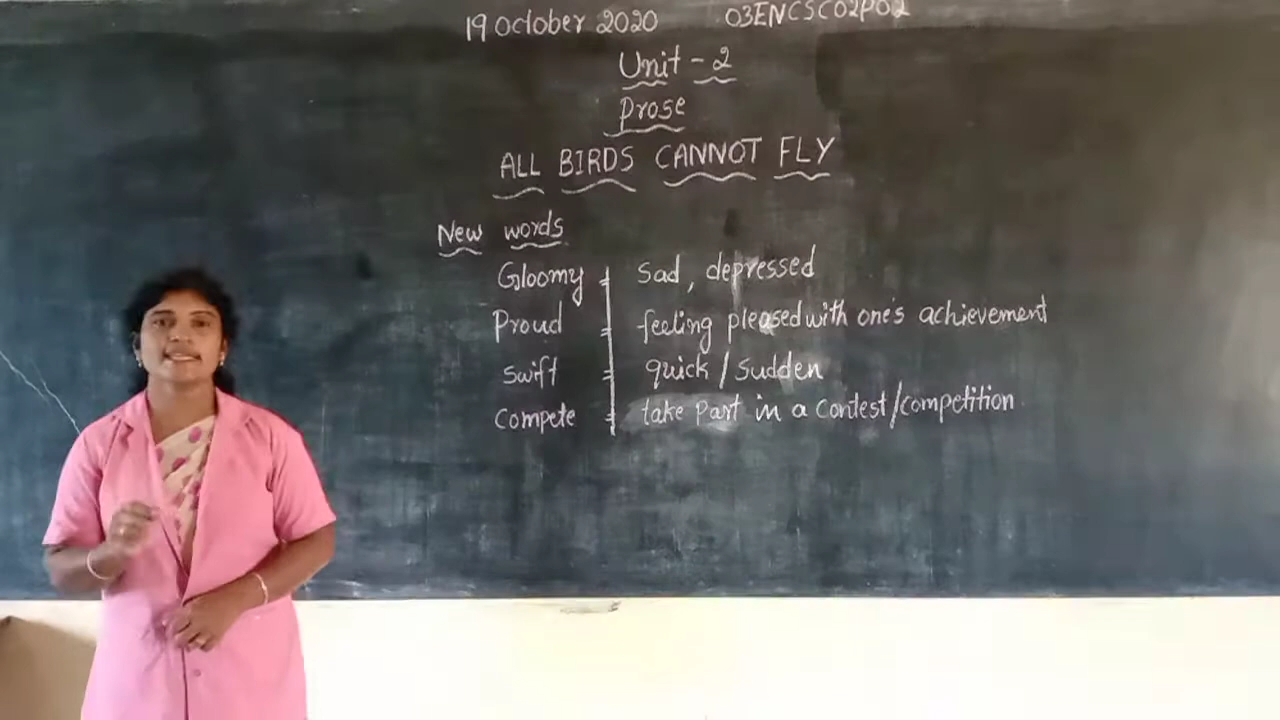 19 October 2020 03ENCSC02P02
Unit - 2
Prose
ALL BIRDS CANNOT FLY
New words
Gloomy = Sad, depressed
Proud = feeling pleased with one's achievement
Swift = quick / Sudden
Compete = take Part in a Contest/competition